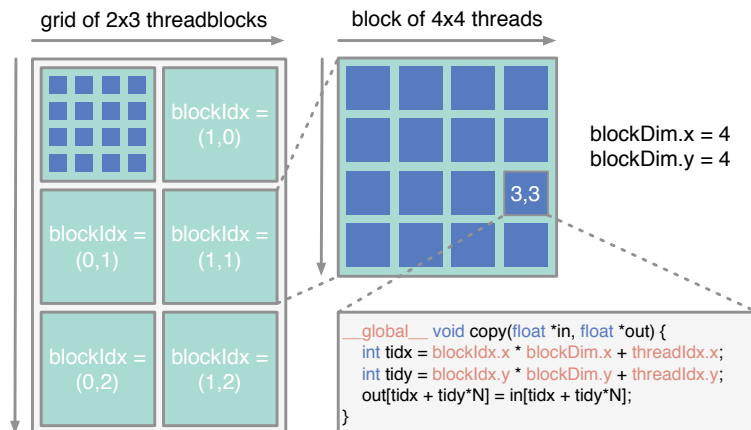 grid of 2x3 threadblocks
block of 4x4 threads
blockIdx =
(1,0)
blockIdx =
(0,1)
blockIdx =
(1,1)
blockIdx =
(0,2)
blockIdx =
(1,2)
3,3
blockDim.x = 4
blockDim.y = 4
__global__ void copy(float *in, float *out) {
int tidx = blockIdx.x * blockDim.x + threadIdx.x;
int tidy = blockIdx.y * blockDim.y + threadIdx.y;
out[tidx + tidy*N] = in[tidx + tidy*N];
}